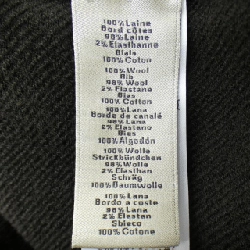 100% Laine
Bord côtes
98% Laine
2% Elasthanne
Biais
100% Coton
100% Wool
Rib
98% Wool
2% Elastane
Bias
100% Cotton
100% Lana
Borde de canalé
98% Lana
2% Elastano
Bies
100% Algodón
100% Wolle
Strickbündchen
98% Wolle
2% Elasthan
Schräg
100% Baumwolle
100% Lana
Bordo a coste
98% Lana
2% Elastan
Sbieco
100% Cotone